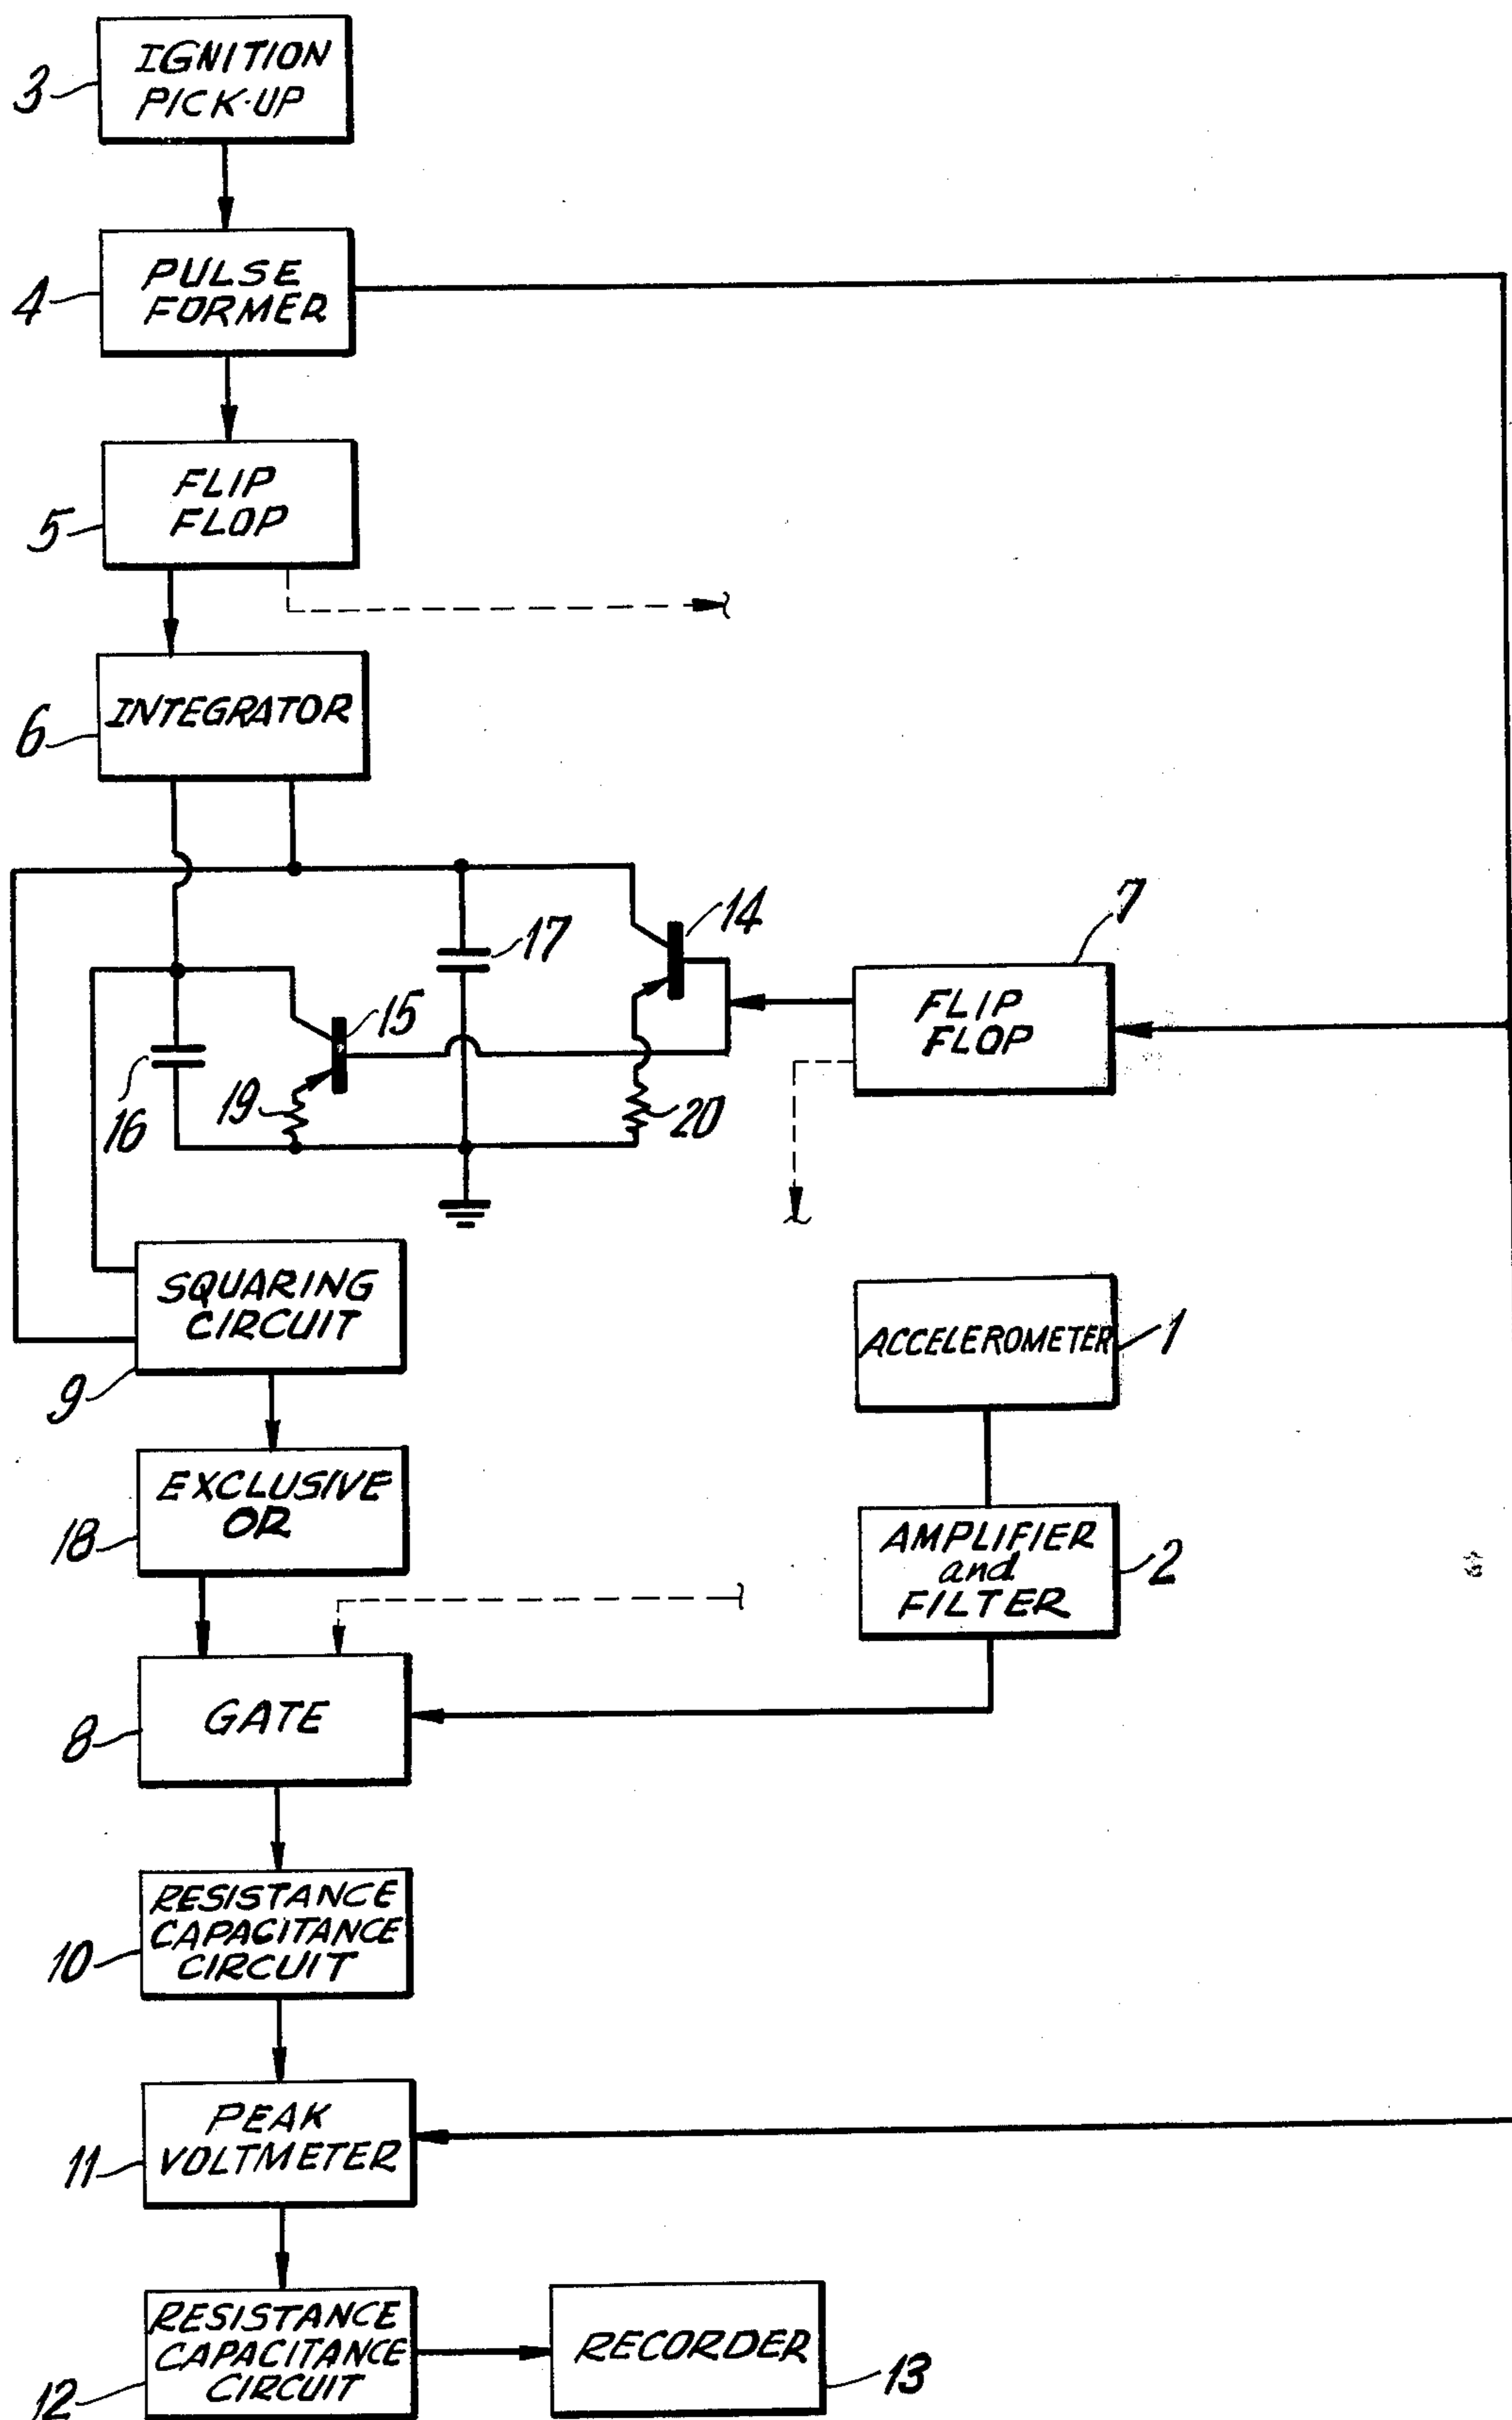 IGNITION
PICK-UP
3
PULSE
FORMER
4
FLIP
FLOP
5
INTEGRATOR
6
14
17
7
FLIP
FLOP
15
16
19
20
SQUARING
CIRCUIT
9
ACCELEROMETER
1
EXCLUSIVE
OR
18
AMPLIFIER
and
FILTER
2
GATE
8
RESISTANCE
CAPACITANCE
CIRCUIT
10
PEAK
VOLTMETER
11
RESISTANCE
CAPACITANCE
CIRCUIT
12
RECORDER
13